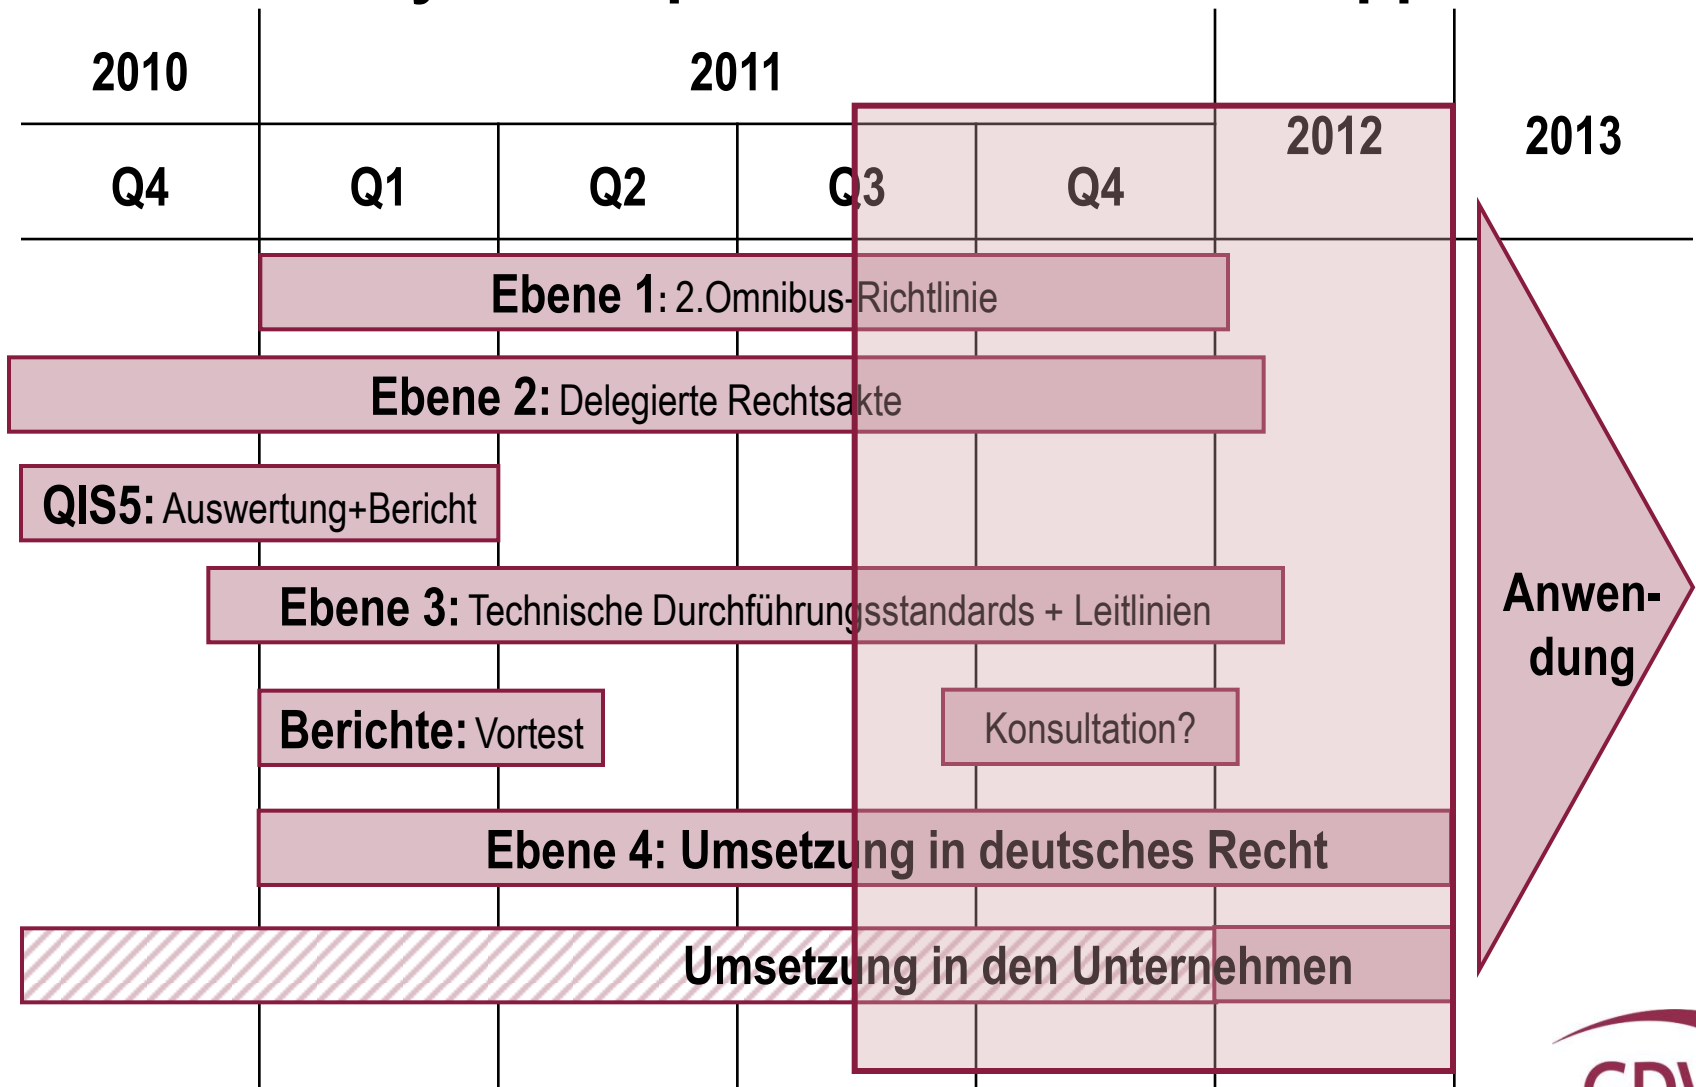 2010 2011 2012 2013
Q4 Q1 Q2 Q3 Q4
Ebene 1: 2.Omnibus-Richtlinie
Ebene 2: Delegierte Rechtsakte
QIS5: Auswertung+Bericht
Ebene 3: Technische Durchführungsstandards + Leitlinien
Anwen-
dung
Berichte: Vortest Konsultation?
Ebene 4: Umsetzung in deutsches Recht
Umsetzung in den Unternehmen